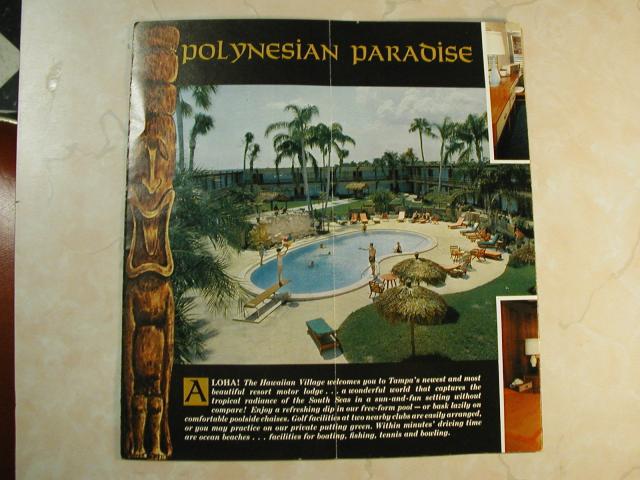 POLYNESIAN PARADISE
ALOHA! The Hawaiian Village welcomes you to Tampa's newest and most
beautiful resort motor lodge . . . a wonderful world that captures the
tropical radiance of the South Seas in a sun-and-fun setting without
compare! Enjoy a refreshing dip in our free-form pool — or bask lazily on
comfortable poolside chaises. Golf facilities at two nearby clubs are easily arranged,
or you may practice on our private putting green. Within minutes' driving time
are ocean beaches . . . facilities for boating, fishing, tennis and bowling.